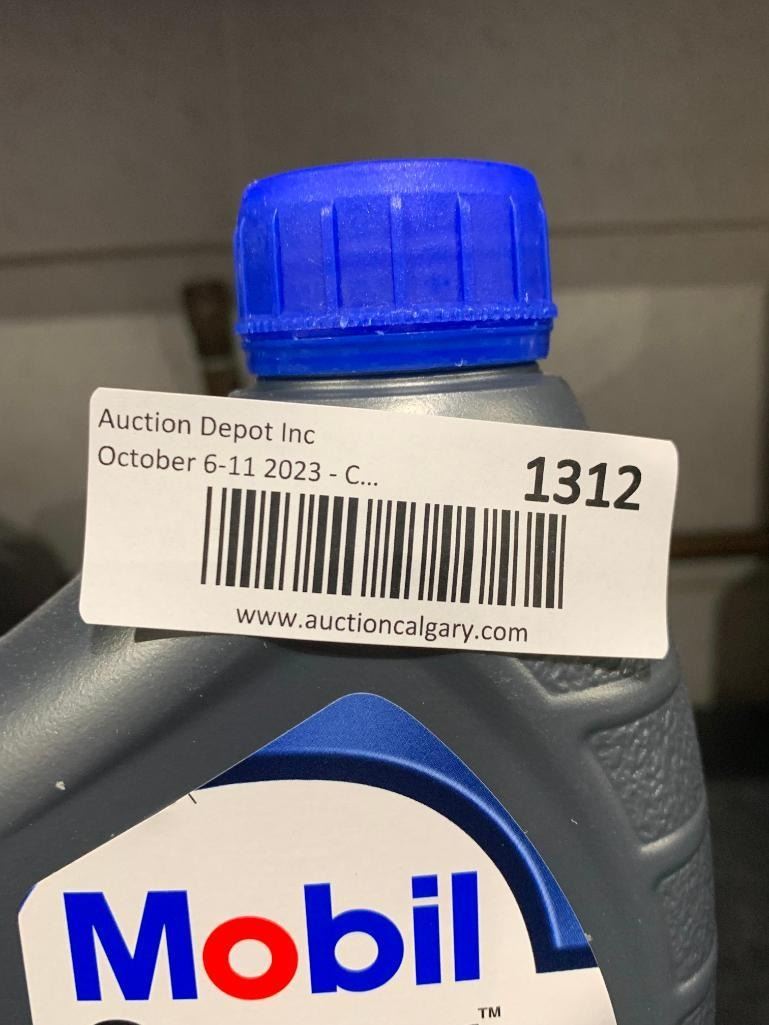 Auction Depot Inc
October 6-11 2023 - C...
1312
www.auctioncalgary.com
Mobil
™